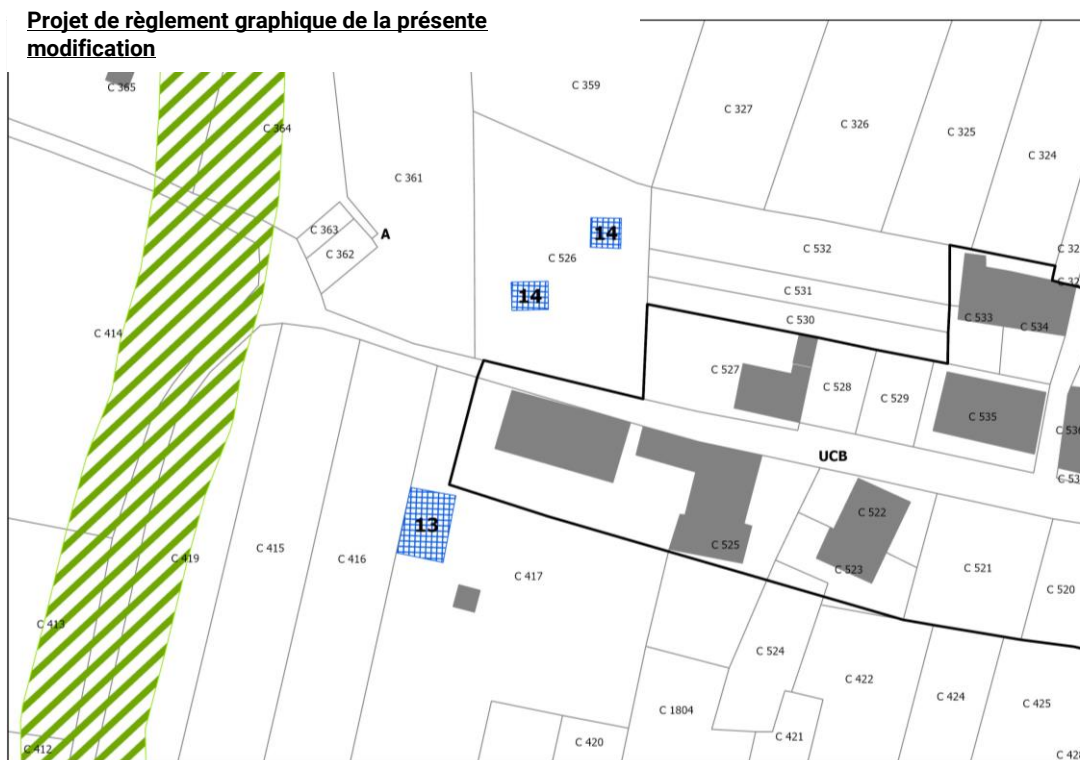 Projet de règlement graphique de la présente
modification
C 365
C 359
C 327
C 326
C 364
C 325
C 324
C 361
C 363
A
14
C 362
C 526
C 532
14
C 531
C 530
C 533
C 534
C 414
C 527
C 528
C 529
C 535
C 536
UCB
13
C 522
C 415
C 525
C 416
C 419
C 523
C 521
C 417
C 520
C 413
C 524
C 422
C 424
C 425
C 1804
C 421
C 420
C 412